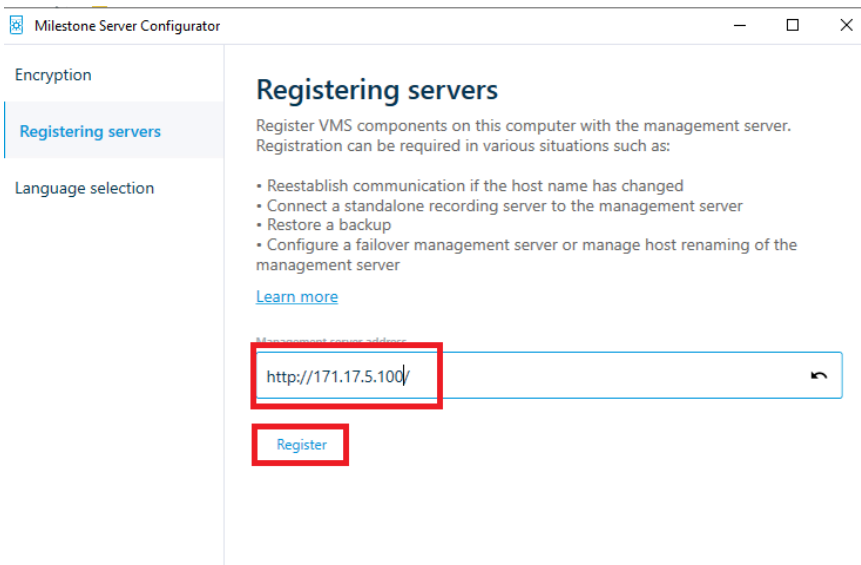 Milestone Server Configurator
Encryption
Registering servers
Language selection
Registering servers
Register VMS components on this computer with the management server.
Registration can be required in various situations such as:
• Reestablish communication if the host name has changed
• Connect a standalone recording server to the management server
• Restore a backup
• Configure a failover management server or manage host renaming of the
management server
Learn more
Management server address
http://171.17.5.100/
Register